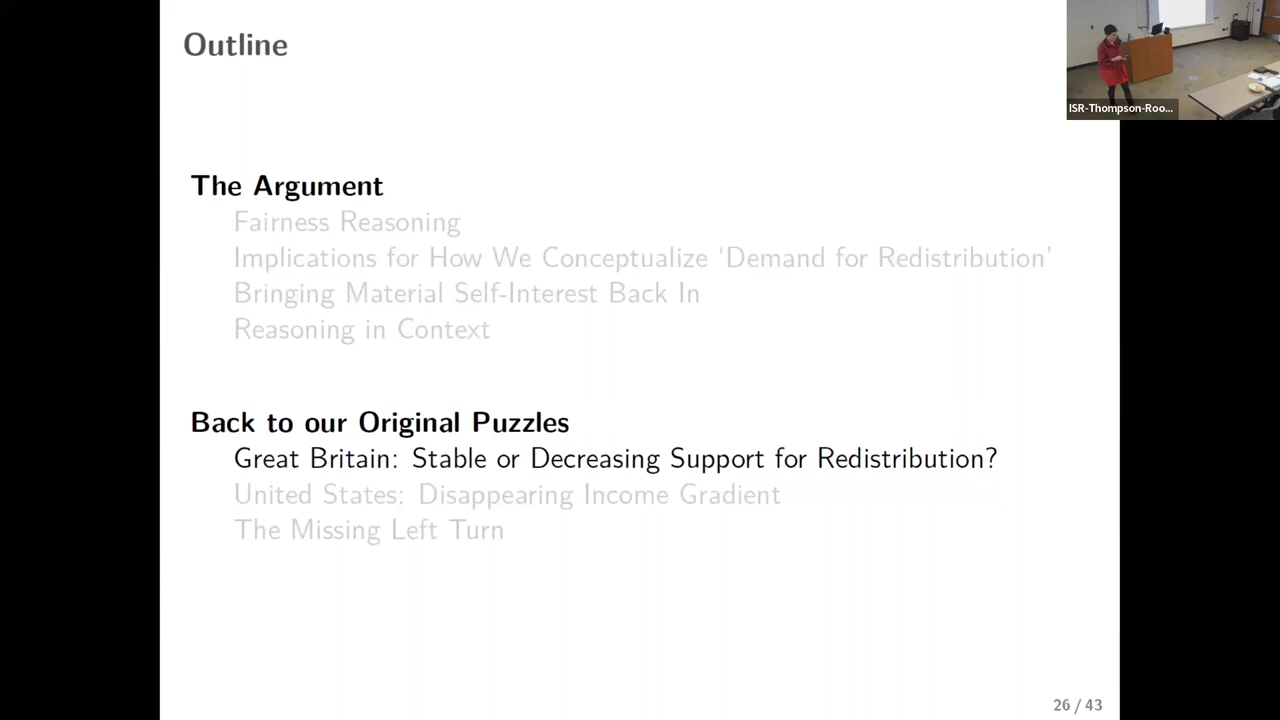 Outline
ISR-Thompson-Roo...
The Argument
Fairness Reasoning
Implications for How We Conceptualize ‘Demand for Redistribution’
Bringing Material Self-Interest Back In
Reasoning in Context
Back to our Original Puzzles
Great Britain: Stable or Decreasing Support for Redistribution?
United States: Disappearing Income Gradient
The Missing Left Turn
26 / 43